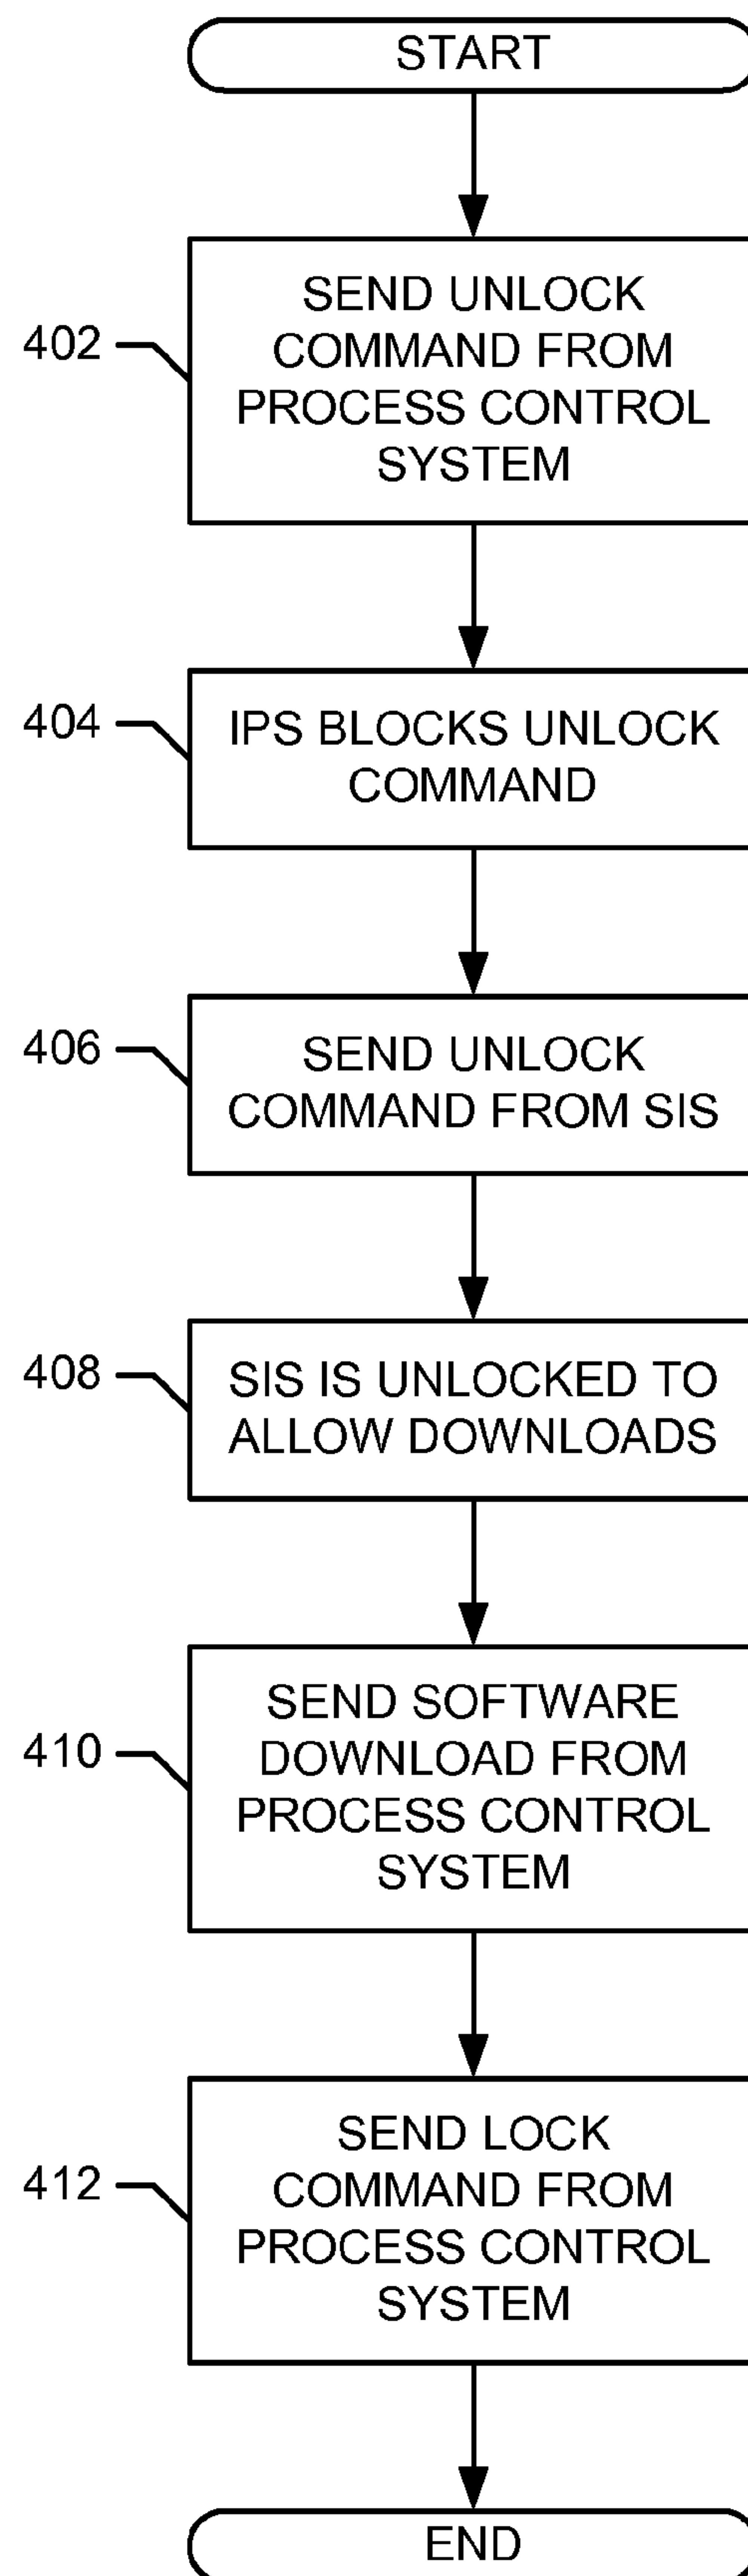 START
402
SEND UNLOCK
COMMAND FROM
PROCESS CONTROL
SYSTEM
404
IPS BLOCKS UNLOCK
COMMAND
406
SEND UNLOCK
COMMAND FROM SIS
408
SIS IS UNLOCKED TO
ALLOW DOWNLOADS
410
SEND SOFTWARE
DOWNLOAD FROM
PROCESS CONTROL
SYSTEM
412
SEND LOCK
COMMAND FROM
PROCESS CONTROL
SYSTEM
END